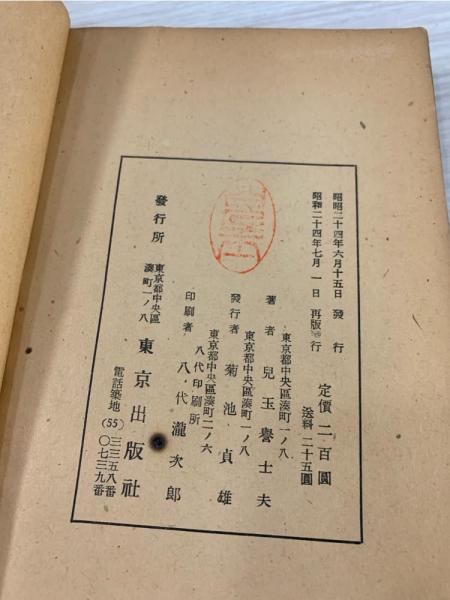 昭昭二十四年六月十五日 發行
昭和二十四年七月一日 再版發行
定價 二百圓
送料 二十五圓
東京都中央區湊町一ノ八
著者 兒玉譽士夫
東京都中央區湊町一ノ八
發行者 菊池貞雄
東京都中央區湊町二ノ六
八代印刷所
印刷者 八代瀧次郎
發行所
東京都中央區
湊町一ノ八
東京出版社
電話築地(55)三三五八番
〇七三九番